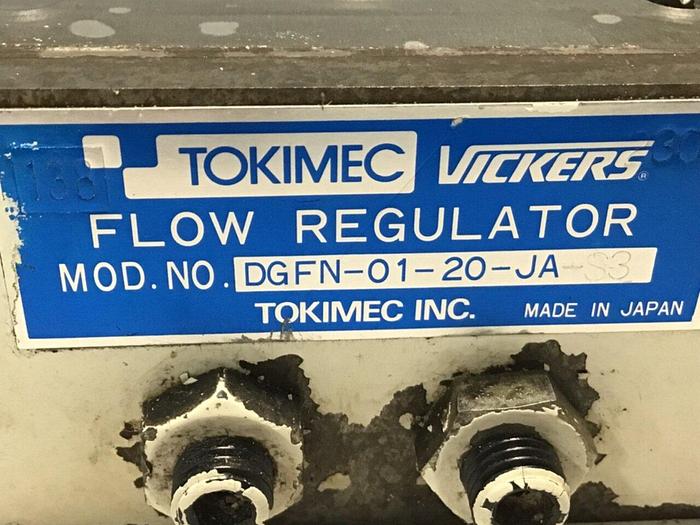 TOKIMEC VICKERS®
FLOW REGULATOR
MOD. NO. DGFN-01-20-JA-S3
TOKIMEC INC. MADE IN JAPAN